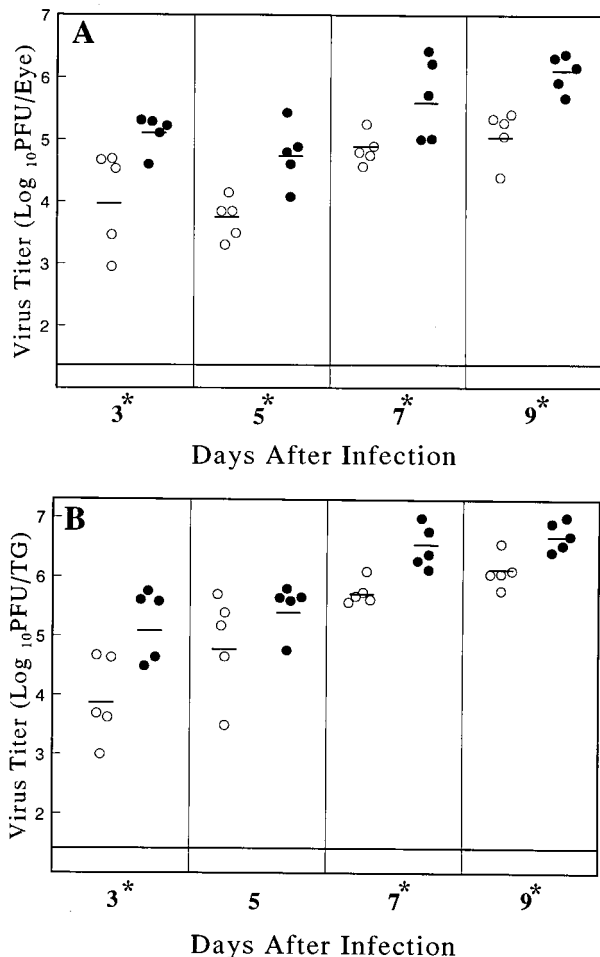 A
7
6
5
4
3
2
Virus Titer (Log 10PFU/Eye)
3* 5* 7* 9*
Days After Infection
B
7
6
5
4
3
2
Virus Titer (Log 10PFU/TG)
3* 5 7* 9*
Days After Infection